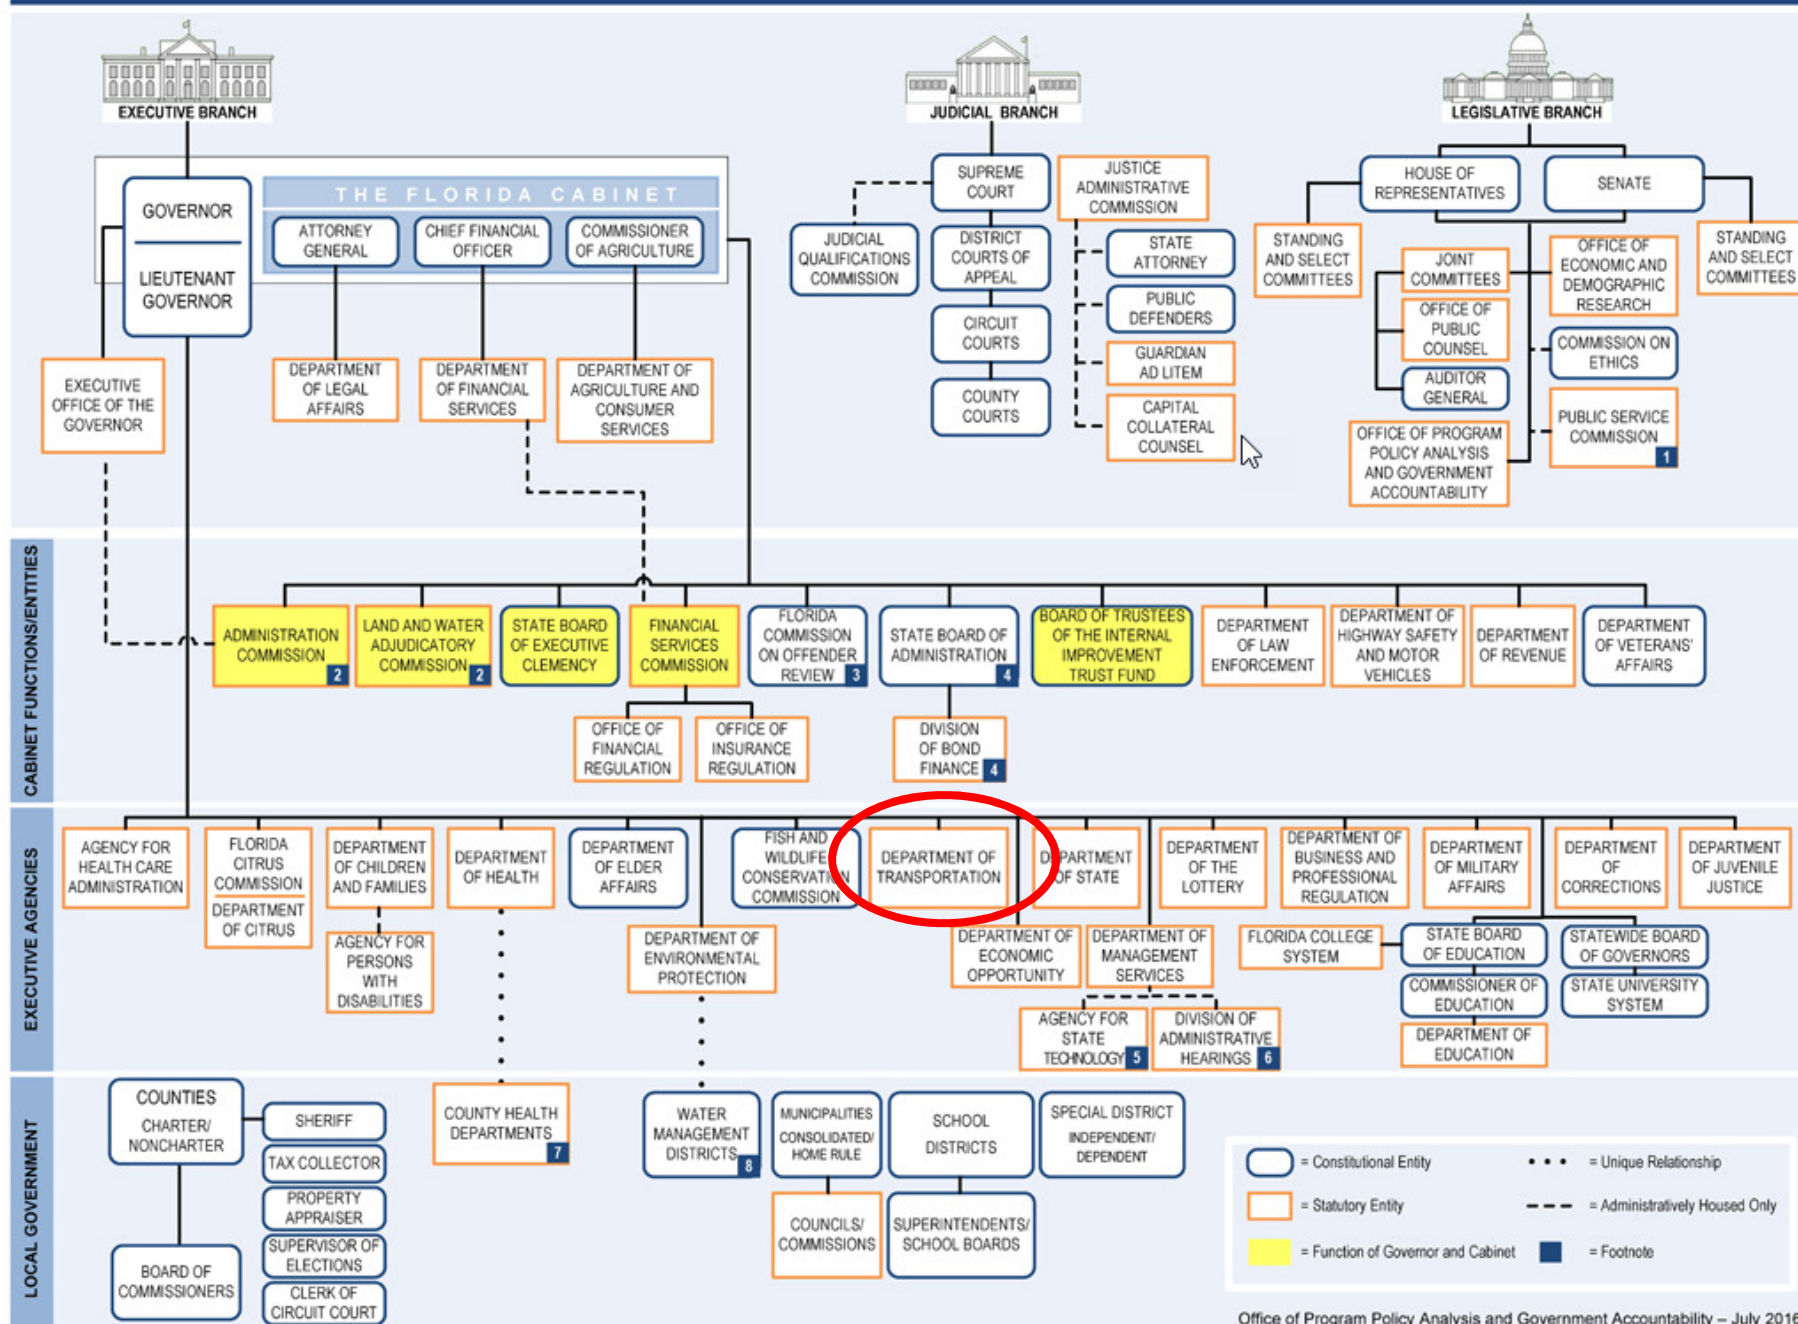 EXECUTIVE BRANCH
JUDICIAL BRANCH
LEGISLATIVE BRANCH
THE FLORIDA CABINET
GOVERNOR
LIEUTENANT
GOVERNOR
ATTORNEY
GENERAL
CHIEF FINANCIAL
OFFICER
COMMISSIONER
OF AGRICULTURE
EXECUTIVE
OFFICE OF THE
GOVERNOR
DEPARTMENT
OF LEGAL
AFFAIRS
DEPARTMENT
OF FINANCIAL
SERVICES
DEPARTMENT OF
AGRICULTURE AND
CONSUMER
SERVICES
SUPREME
COURT
JUSTICE
ADMINISTRATIVE
COMMISSION
JUDICIAL
QUALIFICATIONS
COMMISSION
DISTRICT
COURTS OF
APPEAL
CIRCUIT
COURTS
COUNTY
COURTS
STATE
ATTORNEY
PUBLIC
DEFENDERS
GUARDIAN
AD LITEM
CAPITAL
COLLATERAL
COUNSEL
HOUSE OF
REPRESENTATIVES
SENATE
STANDING
AND SELECT
COMMITTEES
JOINT
COMMITTEES
OFFICE OF
ECONOMIC AND
DEMOGRAPHIC
RESEARCH
STANDING
AND SELECT
COMMITTEES
OFFICE OF
PUBLIC
COUNSEL
COMMISSION ON
ETHICS
AUDITOR
GENERAL
OFFICE OF PROGRAM
POLICY ANALYSIS
AND GOVERNMENT
ACCOUNTABILITY
PUBLIC SERVICE
COMMISSION
1
CABINET FUNCTIONS/ENTITIES
ADMINISTRATION
COMMISSION
2
LAND AND WATER
ADJUDICATORY
COMMISSION
2
STATE BOARD
OF EXECUTIVE
CLEMENCY
FINANCIAL
SERVICES
COMMISSION
FLORIDA
COMMISSION
ON OFFENDER
REVIEW
3
STATE BOARD OF
ADMINISTRATION
4
BOARD OF TRUSTEES
OF THE INTERNAL
IMPROVEMENT
TRUST FUND
DEPARTMENT
OF LAW
ENFORCEMENT
DEPARTMENT OF
HIGHWAY SAFETY
AND MOTOR
VEHICLES
DEPARTMENT
OF REVENUE
DEPARTMENT
OF VETERANS'
AFFAIRS
OFFICE OF
FINANCIAL
REGULATION
OFFICE OF
INSURANCE
REGULATION
DIVISION
OF BOND
FINANCE
4
EXECUTIVE AGENCIES
AGENCY FOR
HEALTH CARE
ADMINISTRATION
FLORIDA
CITRUS
COMMISSION
DEPARTMENT
OF CITRUS
DEPARTMENT
OF CHILDREN
AND FAMILIES
DEPARTMENT
OF HEALTH
DEPARTMENT
OF ELDER
AFFAIRS
FISH AND
WILDLIFE
CONSERVATION
COMMISSION
DEPARTMENT OF
TRANSPORTATION
DEPARTMENT
OF STATE
DEPARTMENT
OF THE
LOTTERY
DEPARTMENT OF
BUSINESS AND
PROFESSIONAL
REGULATION
DEPARTMENT
OF MILITARY
AFFAIRS
DEPARTMENT
OF
CORRECTIONS
DEPARTMENT
OF JUVENILE
JUSTICE
AGENCY FOR
PERSONS
WITH
DISABILITIES
DEPARTMENT OF
ENVIRONMENTAL
PROTECTION
DEPARTMENT OF
ECONOMIC
OPPORTUNITY
DEPARTMENT OF
MANAGEMENT
SERVICES
FLORIDA COLLEGE
SYSTEM
STATE BOARD
OF EDUCATION
STATEWIDE BOARD
OF GOVERNORS
COMMISSIONER OF
EDUCATION
STATE UNIVERSITY
SYSTEM
AGENCY FOR
STATE
TECHNOLOGY
5
DIVISION OF
ADMINISTRATIVE
HEARINGS
6
DEPARTMENT OF
EDUCATION
LOCAL GOVERNMENT
COUNTIES
CHARTER/
NONCHARTER
SHERIFF
TAX COLLECTOR
PROPERTY
APPRAISER
SUPERVISOR OF
ELECTIONS
CLERK OF
CIRCUIT COURT
BOARD OF
COMMISSIONERS
COUNTY HEALTH
DEPARTMENTS
7
WATER
MANAGEMENT
DISTRICTS
8
MUNICIPALITIES
CONSOLIDATED/
HOME RULE
SCHOOL
DISTRICTS
SPECIAL DISTRICT
INDEPENDENT/
DEPENDENT
COUNCILS/
COMMISSIONS
SUPERINTENDENTS/
SCHOOL BOARDS
= Constitutional Entity
= Unique Relationship
= Statutory Entity
= Administratively Housed Only
= Function of Governor and Cabinet
= Footnote
Office of Program Policy Analysis and Government Accountability – July 2016